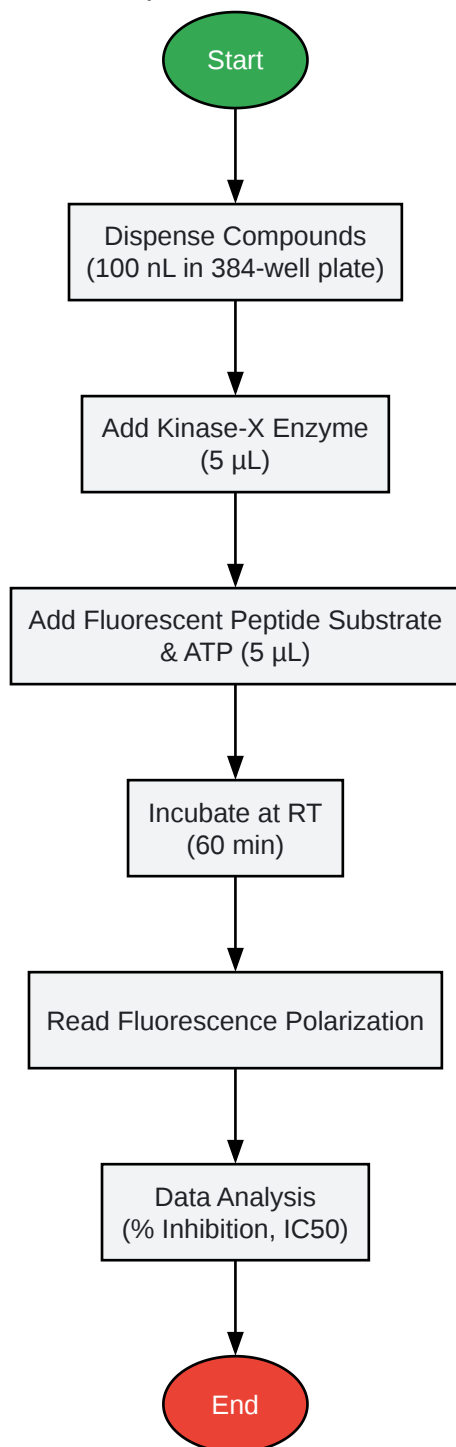 Start
Dispense Compounds
(100 nL in 384-well plate)
Add Kinase-X Enzyme
(5 µL)
Add Fluorescent Peptide Substrate
& ATP (5 µL)
Incubate at RT
(60 min)
Read Fluorescence Polarization
Data Analysis
(% Inhibition, IC50)
End